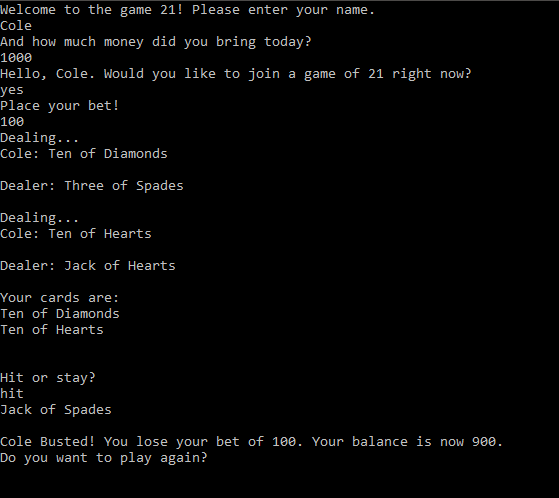 Welcome to the game 21! Please enter your name.
Cole
And how much money did you bring today?
1000
Hello, Cole. Would you like to join a game of 21 right now?
yes
Place your bet!
100
Dealing...
Cole: Ten of Diamonds
Dealer: Three of Spades
Dealing...
Cole: Ten of Hearts
Dealer: Jack of Hearts
Your cards are:
Ten of Diamonds
Ten of Hearts
Hit or stay?
hit
Jack of Spades
Cole Busted! You lose your bet of 100. Your balance is now 900.
Do you want to play again?